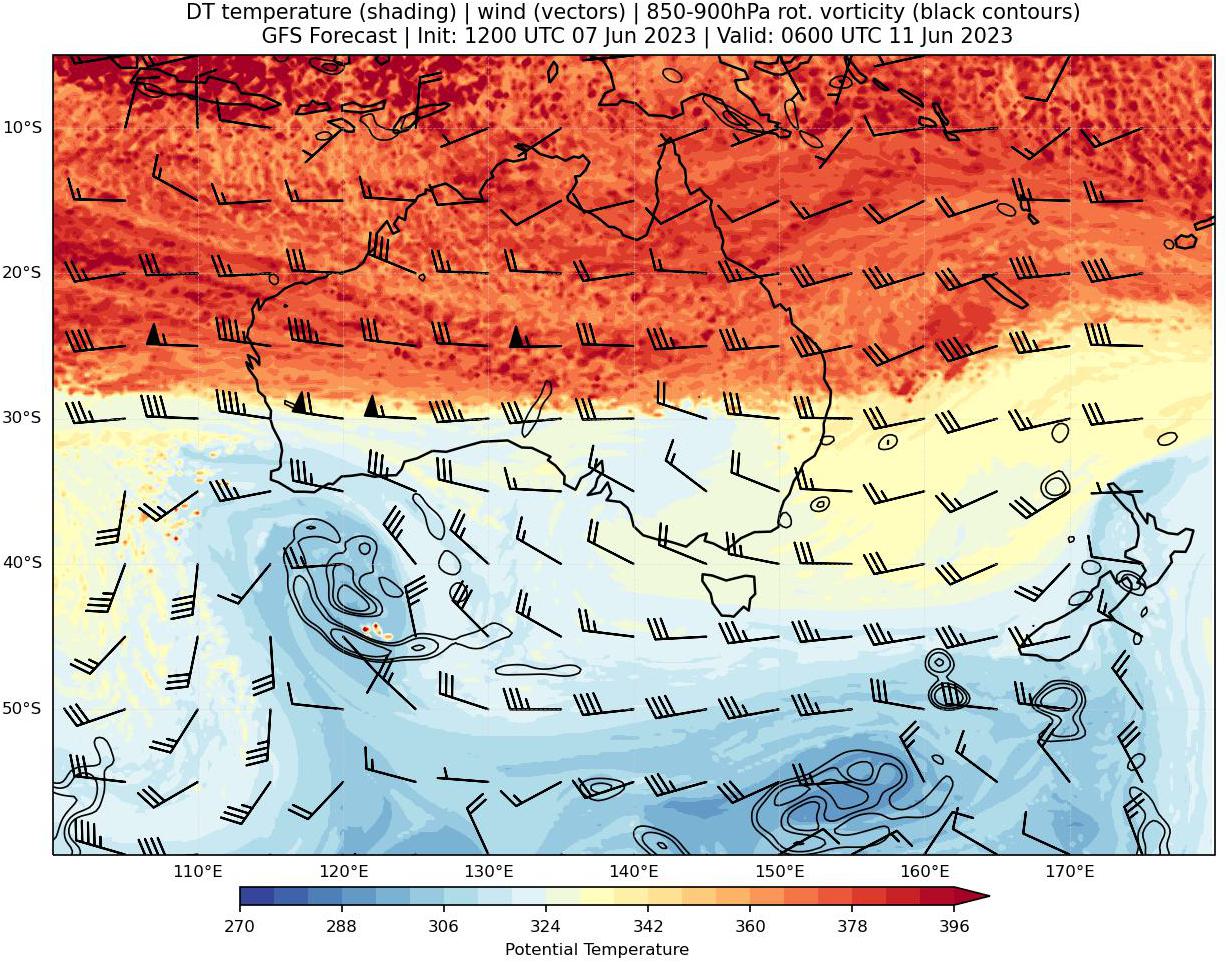 DT temperature (shading) | wind (vectors) | 850-900hPa rot. vorticity (black contours)
GFS Forecast | Init: 1200 UTC 07 Jun 2023 | Valid: 0600 UTC 11 Jun 2023
10°S
20°S
30°S
40°S
50°S
110°E 120°E 130°E 140°E 150°E 160°E 170°E
270 288 306 324 342 360 378 396
Potential Temperature